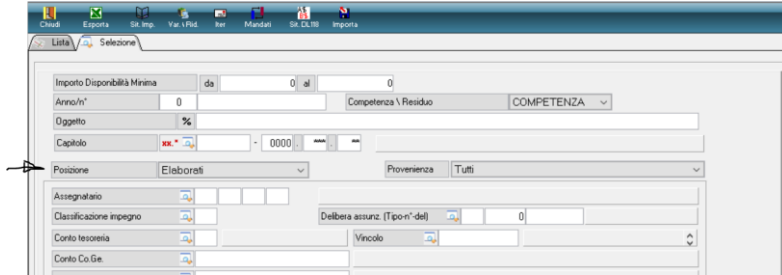 Chiudi Esporta Sit. Imp. Var. \ Rid. Iter Mandati Sit. DL118 Importa
Lista Selezione
Importo Disponibilità Minima da 0 al 0
Anno/n° 0 Competenza \ Residuo COMPETENZA
Oggetto %
Capitolo xx.* - 0000 . **** . **
Posizione Elaborati Provenienza Tutti
Assegnatario
Classificazione impegno Delibera assunz. (Tipo-n°-del) 0
Conto tesoreria Vincolo
Conto Co.Ge.